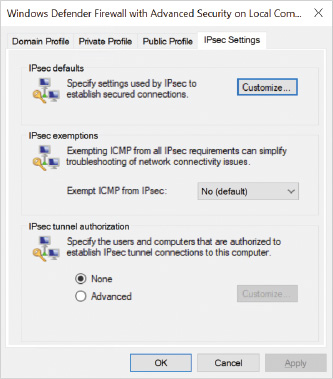 Windows Defender Firewall with Advanced Security on Local Com...
Domain Profile Private Profile Public Profile IPsec Settings
IPsec defaults
Specify settings used by IPsec to
establish secured connections.
Customize...
IPsec exemptions
Exempting ICMP from all IPsec requirements can simplify
troubleshooting of network connectivity issues.
Exempt ICMP from IPsec: No (default)
IPsec tunnel authorization
Specify the users and computers that are authorized to
establish IPsec tunnel connections to this computer.
None
Advanced Customize...
OK Cancel Apply